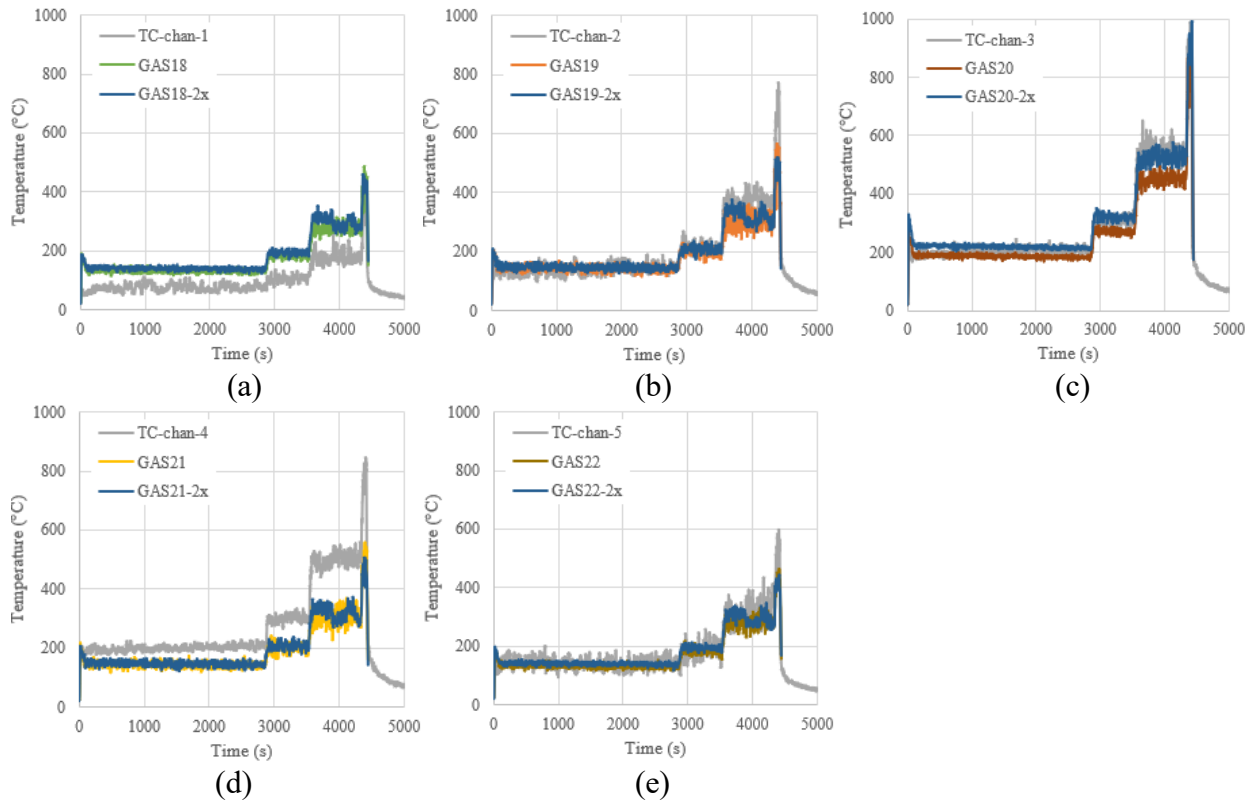 1000
800
600
400
200
0
Temperature (°C)
TC-chan-1
GAS18
GAS18-2x
0 1000 2000 3000 4000 5000
Time (s)
(a)
1000
800
600
400
200
0
Temperature (°C)
TC-chan-2
GAS19
GAS19-2x
0 1000 2000 3000 4000 5000
Time (s)
(b)
1000
800
600
400
200
0
Temperature (°C)
TC-chan-3
GAS20
GAS20-2x
0 1000 2000 3000 4000 5000
Time (s)
(c)
1000
800
600
400
200
0
Temperature (°C)
TC-chan-4
GAS21
GAS21-2x
0 1000 2000 3000 4000 5000
Time (s)
(d)
1000
800
600
400
200
0
Temperature (°C)
TC-chan-5
GAS22
GAS22-2x
0 1000 2000 3000 4000 5000
Time (s)
(e)